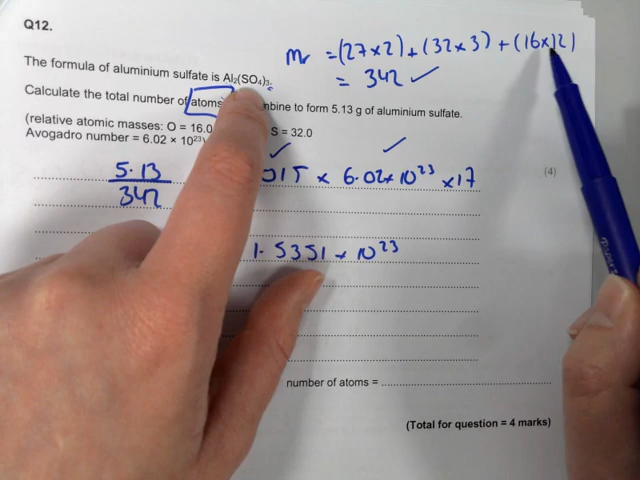 Q12.
Mr = (27×2) + (32×3) + (16×12)
The formula of aluminium sulfate is Al₂(SO₄)₃.
= 342 ✓
Calculate the total number of atoms bine to form 5.13 g of aluminium sulfate.
(relative atomic masses: O = 16.0 S = 32.0
Avogadro number = 6.02 × 10²³)
5.13
342
015 × 6.02×10²³ ×17
(4)
1.5351 × 10²³
number of atoms =
(Total for question = 4 marks)